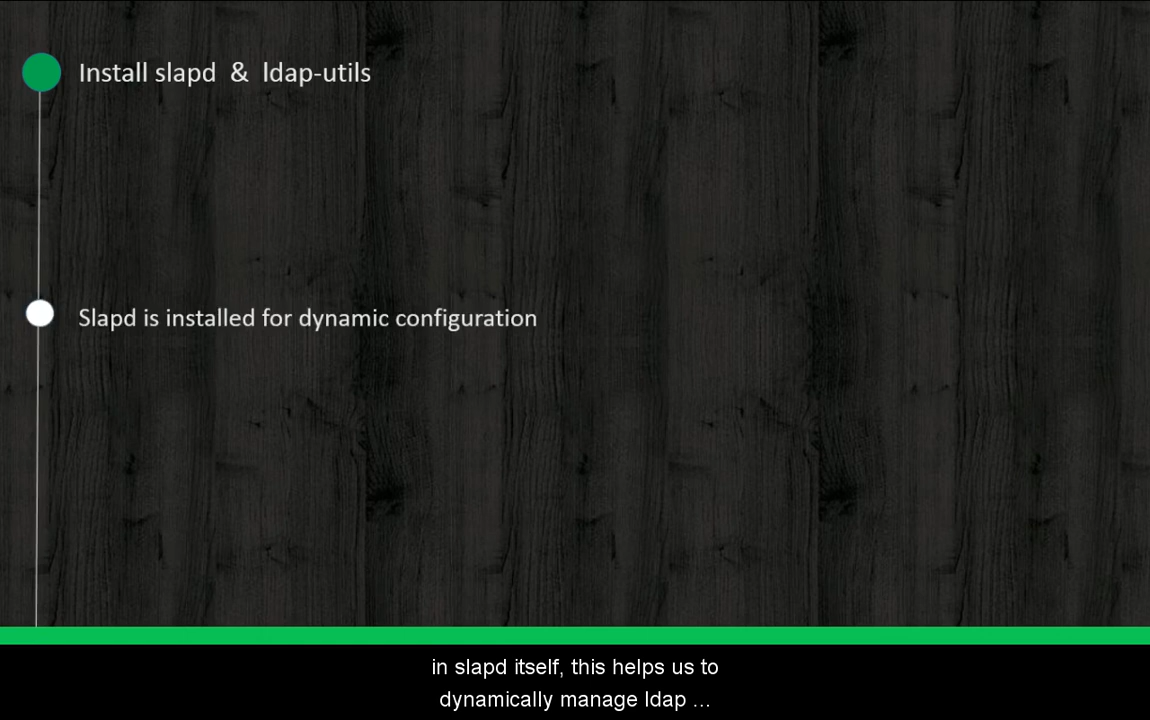 Install slapd & ldap-utils
Slapd is installed for dynamic configuration
in slapd itself, this helps us to
dynamically manage ldap ...